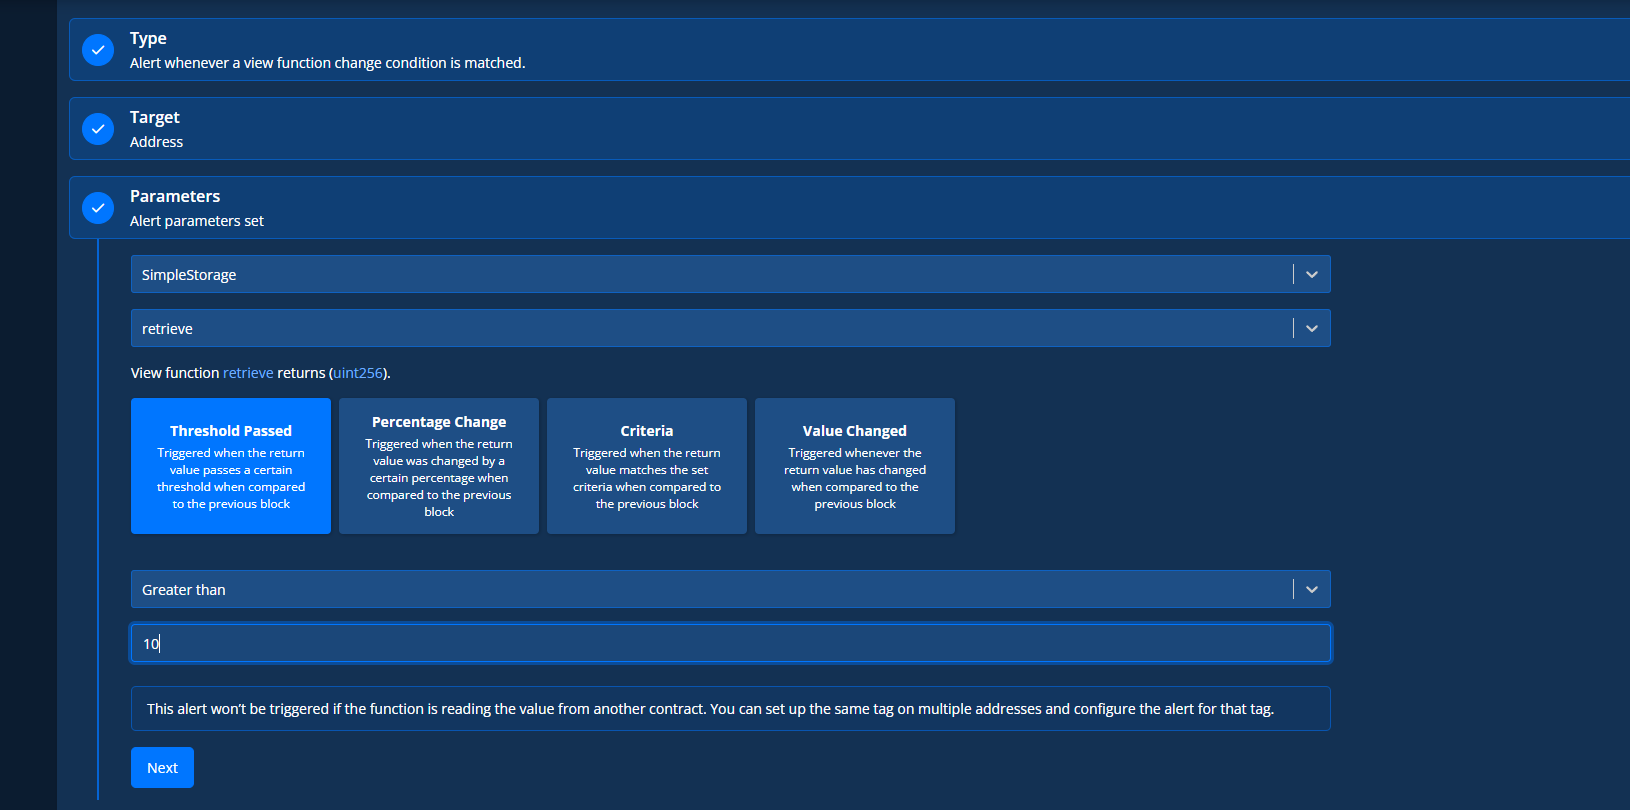 Type
Alert whenever a view function change condition is matched.
Target
Address
Parameters
Alert parameters set
SimpleStorage
retrieve
View function retrieve returns (uint256).
Threshold Passed
Triggered when the return
value passes a certain
threshold when compared
to the previous block
Percentage Change
Triggered when the return
value was changed by a
certain percentage when
compared to the previous
block
Criteria
Triggered when the return
value matches the set
criteria when compared to
the previous block
Value Changed
Triggered whenever the
return value has changed
when compared to the
previous block
Greater than
10
This alert won’t be triggered if the function is reading the value from another contract. You can set up the same tag on multiple addresses and configure the alert for that tag.
Next